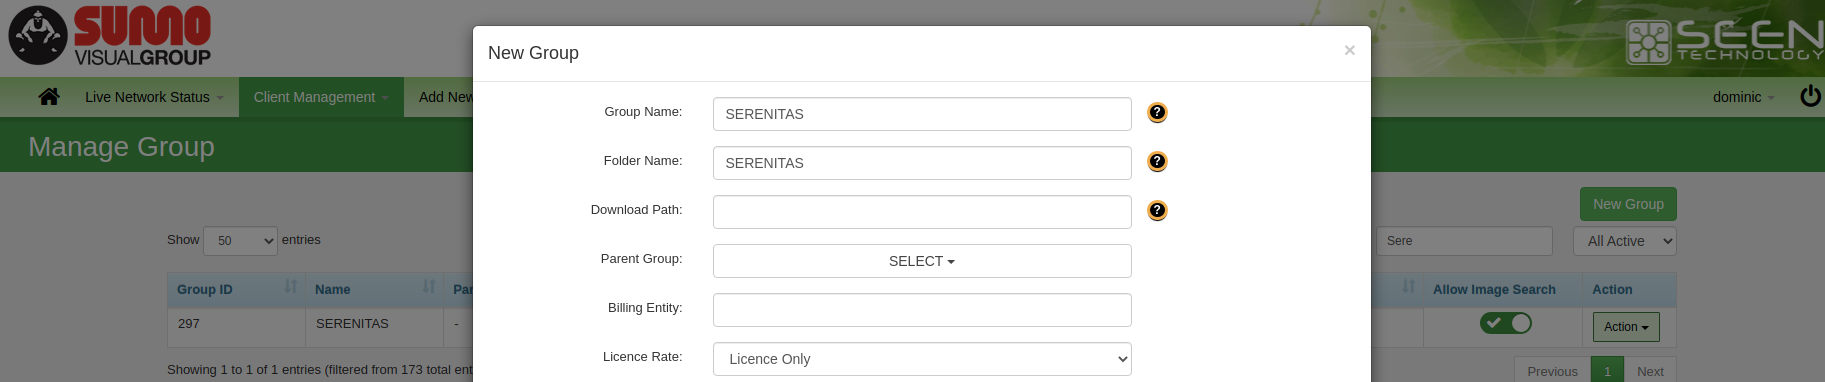 SUMO
VISUALGROUP
SEEN
TECHNOLOGY
Live Network Status
Client Management
Add New
dominic
Manage Group
New Group ×
Group Name: SERENITAS ?
Folder Name: SERENITAS ?
Download Path: ?
Parent Group: SELECT
Billing Entity:
Licence Rate: Licence Only
New Group
Show 50 entries
Sere
All Active
Group ID Name Par Allow Image Search Action
297 SERENITAS - Action
Showing 1 to 1 of 1 entries (filtered from 173 total ent
Previous 1 Next